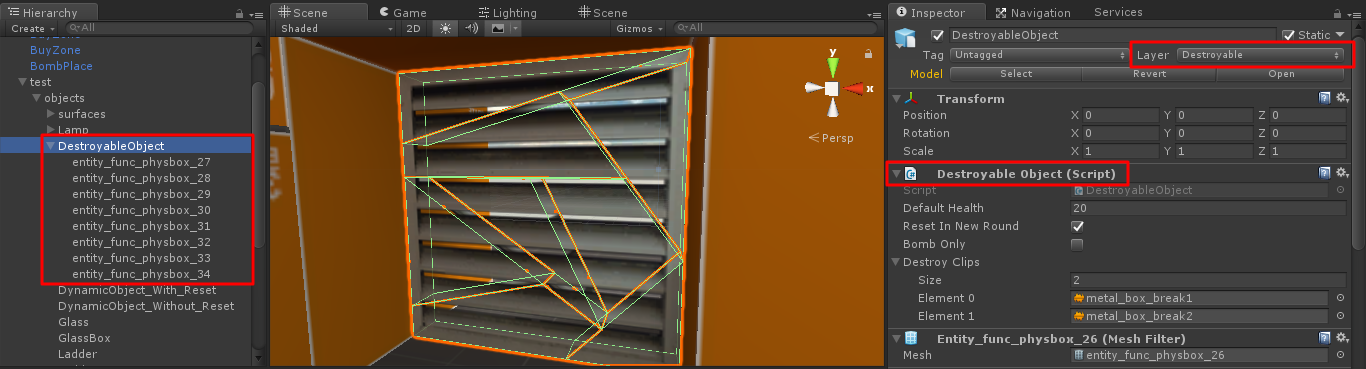 Hierarchy
Create
All
BuyZone
BuyZone
BombPlace
test
objects
surfaces
Lamp
DestroyableObject
entity_func_physbox_27
entity_func_physbox_28
entity_func_physbox_29
entity_func_physbox_30
entity_func_physbox_31
entity_func_physbox_32
entity_func_physbox_33
entity_func_physbox_34
DynamicObject_With_Reset
DynamicObject_Without_Reset
Glass
GlassBox
Ladder
Scene Game Lighting Scene
Shaded 2D Gizmos All
y
x
Persp
Inspector Navigation Services
DestroyableObject Static
Tag Untagged Layer Destroyable
Model Select Revert Open
Transform
Position X 0 Y 0 Z 0
Rotation X 0 Y 0 Z 0
Scale X 1 Y 1 Z 1
Destroyable Object (Script)
Script DestroyableObject
Default Health 20
Reset In New Round
Bomb Only
Destroy Clips
Size 2
Element 0 metal_box_break1
Element 1 metal_box_break2
Entity_func_physbox_26 (Mesh Filter)
Mesh entity_func_physbox_26